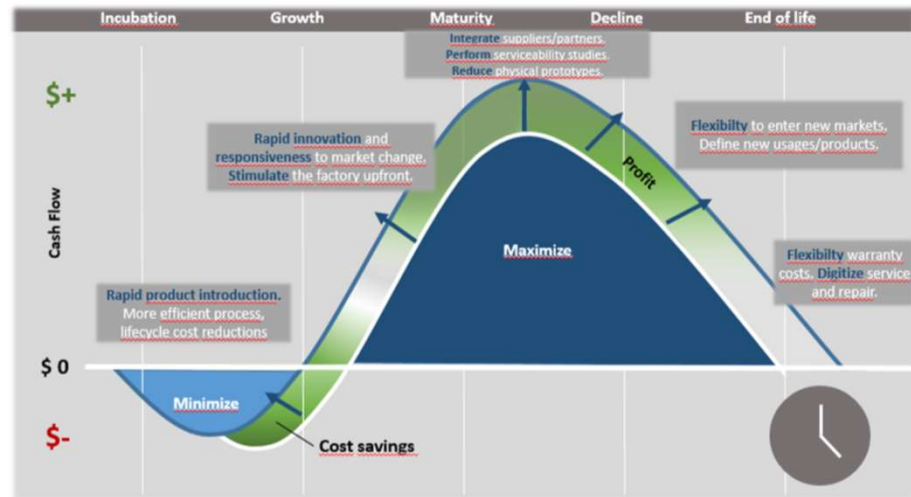 Incubation Growth Maturity Decline End of life
Integrate suppliers/partners.
Perform serviceability studies.
Reduce physical prototypes.
$+
Rapid innovation and
responsiveness to market change.
Stimulate the factory upfront.
Flexibilty to enter new markets.
Define new usages/products.
Profit
Cash Flow
Maximize
Flexibilty warranty
costs. Digitize service
and repair.
Rapid product introduction.
More efficient process,
lifecycle cost reductions
$ 0
Minimize
$-
Cost savings